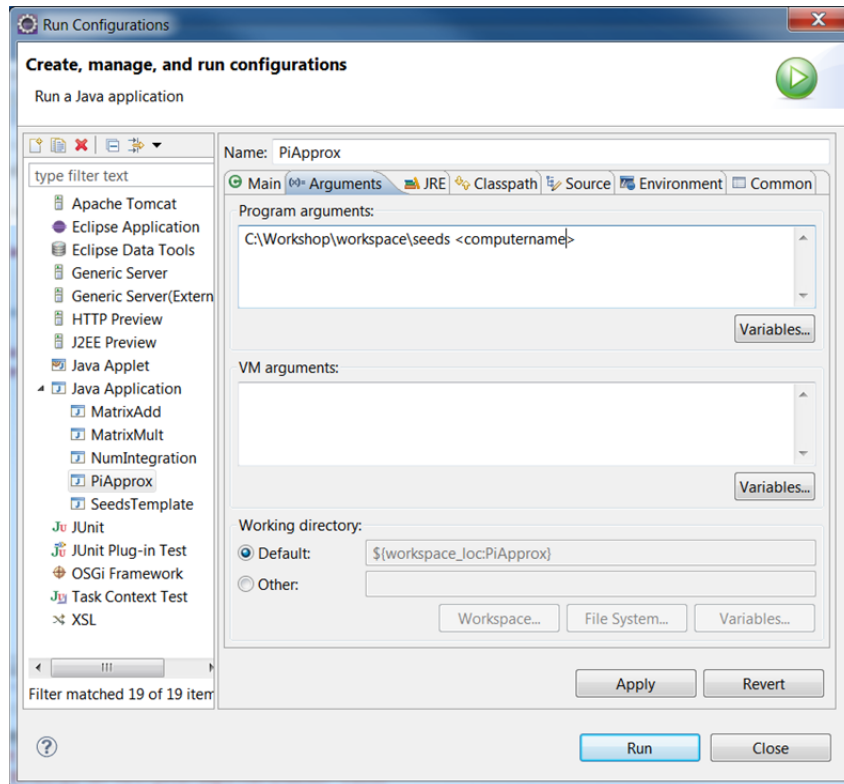 Run Configurations
Create, manage, and run configurations
Run a Java application
type filter text
Apache Tomcat
Eclipse Application
Eclipse Data Tools
Generic Server
Generic Server(Extern
HTTP Preview
J2EE Preview
Java Applet
Java Application
MatrixAdd
MatrixMult
NumIntegration
PiApprox
SeedsTemplate
JUnit
JUnit Plug-in Test
OSGi Framework
Task Context Test
XSL
Filter matched 19 of 19 item
Name: PiApprox
Main Arguments JRE Classpath Source Environment Common
Program arguments:
C:\Workshop\workspace\seeds <computername>
Variables...
VM arguments:
Variables...
Working directory:
Default: ${workspace_loc:PiApprox}
Other:
Workspace... File System... Variables...
Apply Revert
Run Close